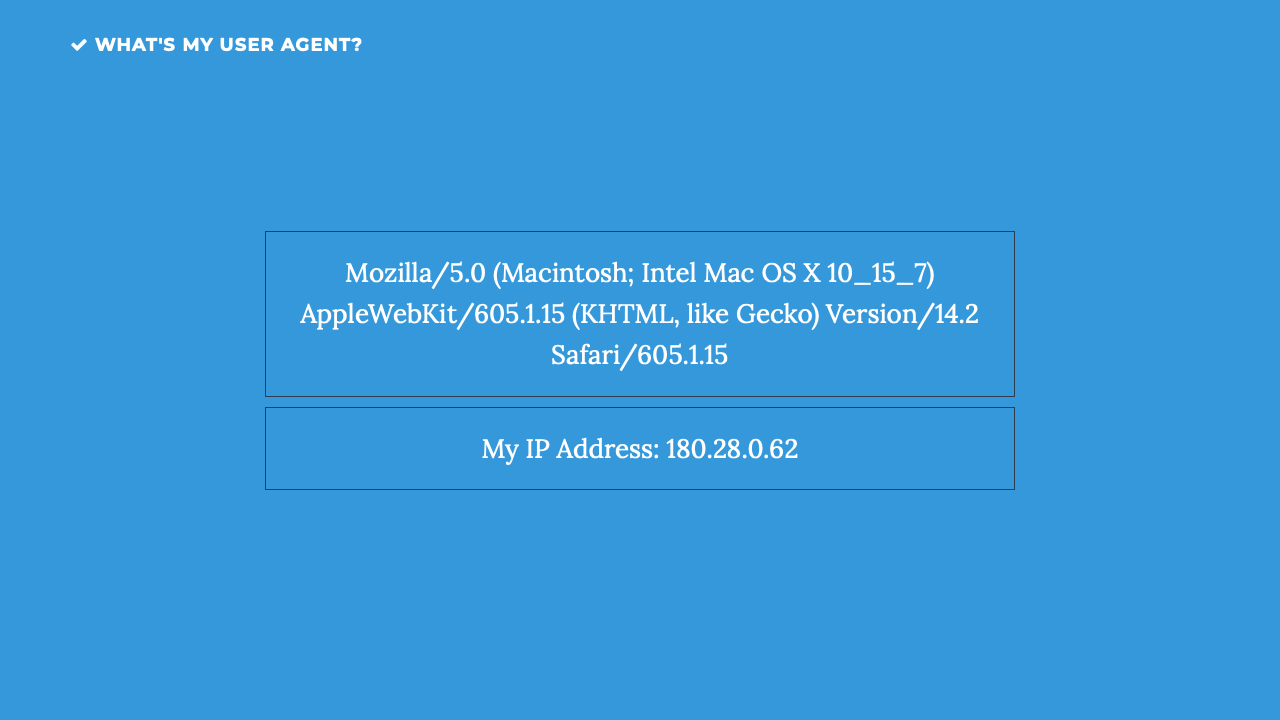 WHAT'S MY USER AGENT?
Mozilla/5.0 (Macintosh; Intel Mac OS X 10_15_7)
AppleWebKit/605.1.15 (KHTML, like Gecko) Version/14.2
Safari/605.1.15
My IP Address: 180.28.0.62